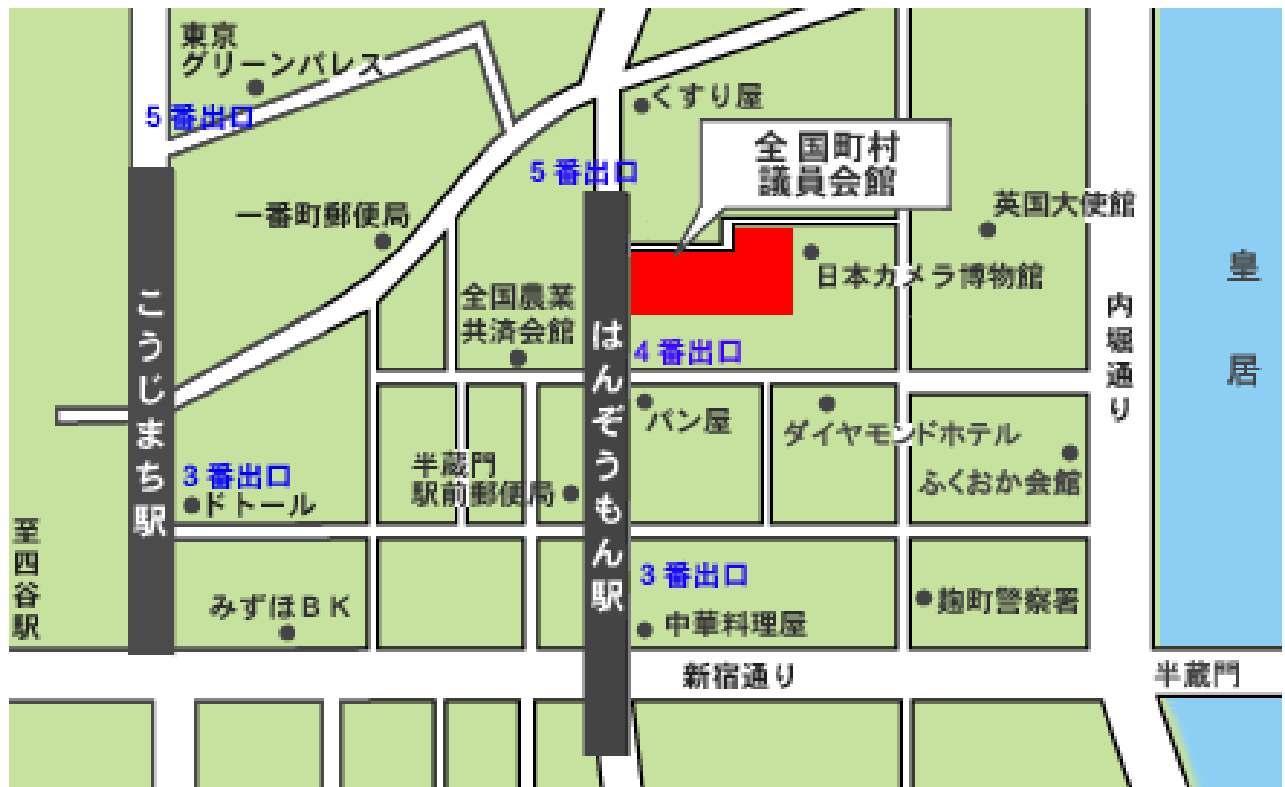 東京
グリーンパレス
5番出口
くすり屋
全国町村
議員会館
5番出口
一番町郵便局
英国大使館
日本カメラ博物館
皇居
全国農業
共済会館
内堀通り
こうじまち駅
はんぞうもん駅
4番出口
パン屋
ダイヤモンドホテル
半蔵門
駅前郵便局
3番出口
ドトール
ふくおか会館
至四谷駅
3番出口
みずほBK
中華料理屋
麹町警察署
新宿通り
半蔵門